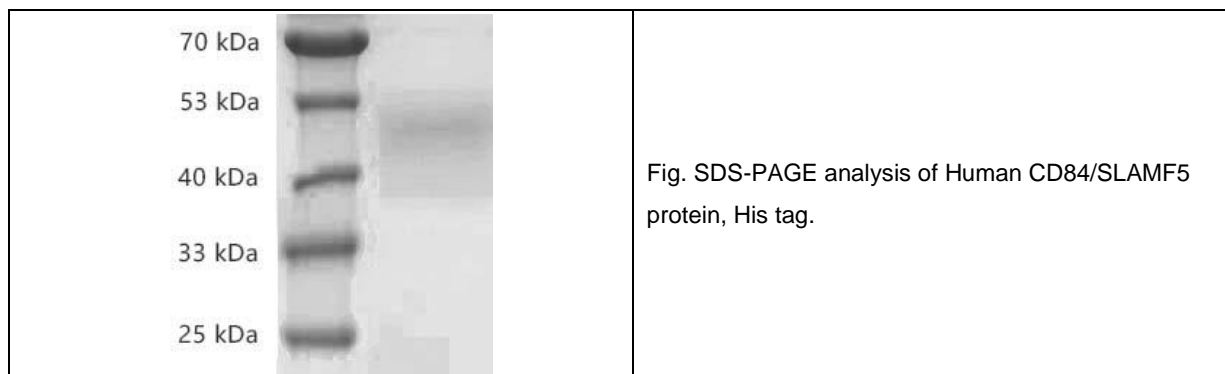 70 kDa
53 kDa
40 kDa
33 kDa
25 kDa
Fig. SDS-PAGE analysis of Human CD84/SLAMF5
protein, His tag.